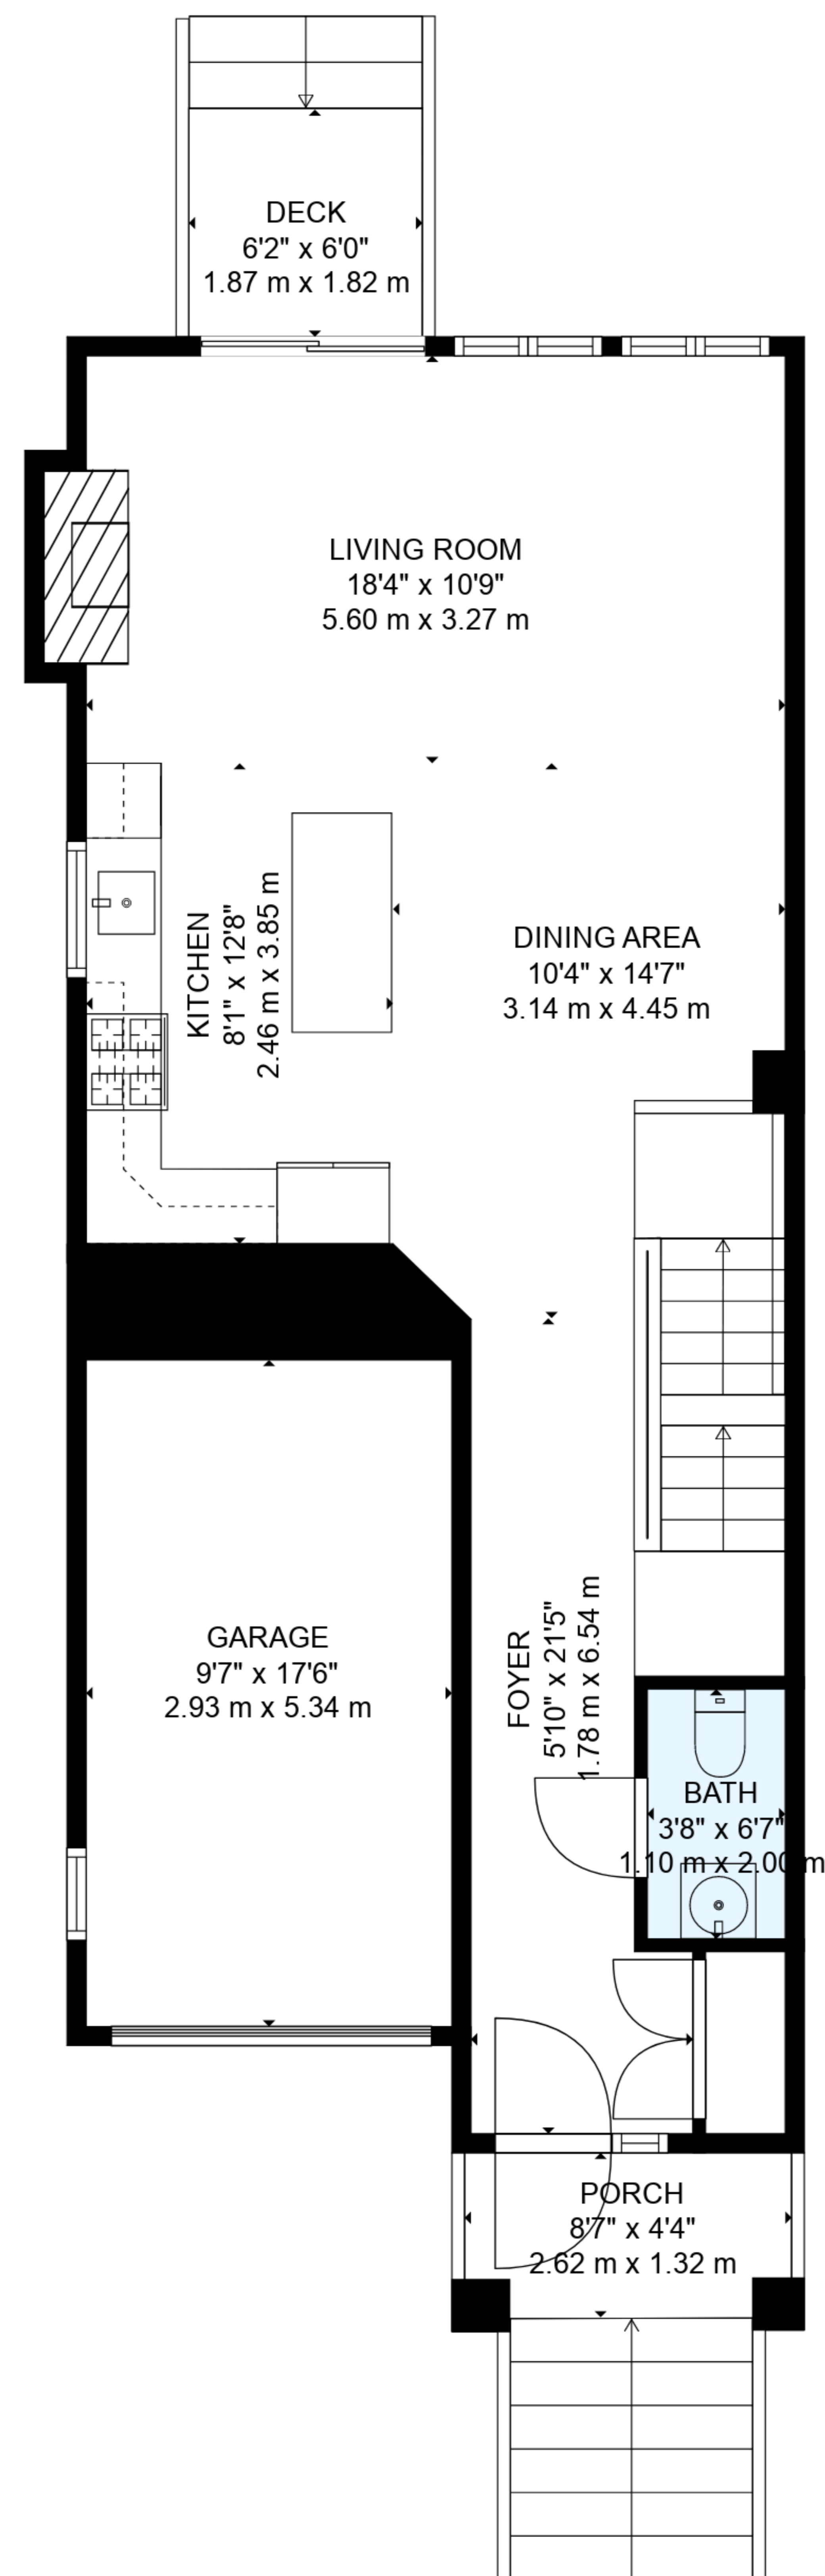 DECK
6'2" x 6'0"
1.87 m x 1.82 m
LIVING ROOM
18'4" x 10'9"
5.60 m x 3.27 m
KITCHEN
8'1" x 12'8"
2.46 m x 3.85 m
DINING AREA
10'4" x 14'7"
3.14 m x 4.45 m
GARAGE
9'7" x 17'6"
2.93 m x 5.34 m
FOYER
5'10" x 21'5"
1.78 m x 6.54 m
BATH
3'8" x 6'7"
1.10 m x 2.00 m
PORCH
8'7" x 4'4"
2.62 m x 1.32 m